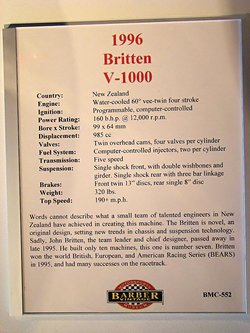 1996
Britten
V-1000
Country: New Zealand
Engine: Water-cooled 60° vee-twin four stroke
Ignition: Programmable, computer-controlled
Power Rating: 160 b.h.p. @ 12,000 r.p.m.
Bore x Stroke: 99 x 64 mm
Displacement: 985 cc
Valves: Twin overhead cams, four valves per cylinder
Fuel System: Computer-controlled injectors, two per cylinder
Transmission: Five speed
Suspension: Single shock front, with double wishbones and
girder. Single shock rear with three bar linkage
Brakes: Front twin 13" discs, rear single 8" disc
Weight: 320 lbs.
Top Speed: 190+ m.p.h.
Words cannot describe what a small team of talented engineers in New
Zealand have achieved in creating this machine. The Britten is novel, an
original design, setting new trends in chassis and suspension technology.
Sadly, John Britten, the team leader and chief designer, passed away in
late 1995. He built only ten machines, this one is number seven. Britten
won the World British, European, and American Racing Series (BEARS)
in 1995, and had many successes on the racetrack.
BARBER
BMC-552